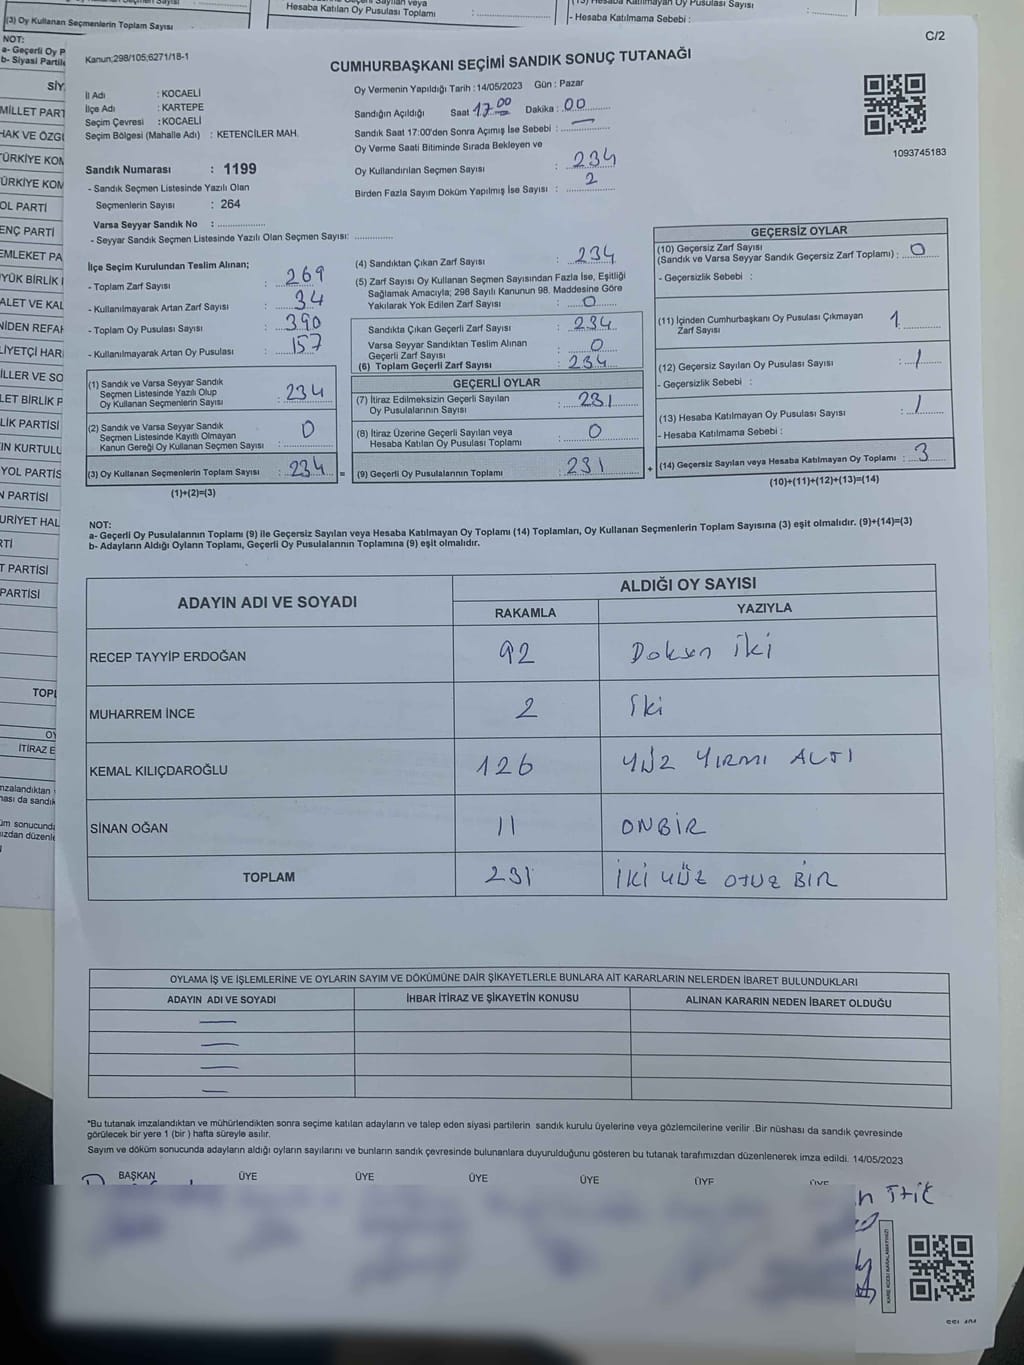 Hesaba Katılan Oy Pusulası Toplamı :
- Hesaba Katılmama Sebebi :
(3) Oy Kullanan Seçmenlerin Toplam Sayısı
NOT:
a- Geçerli Oy P
b- Siyasi Partile
SİY
MİLLET PART
HAK VE ÖZG
TÜRKİYE KOM
TÜRKİYE KOM
OL PARTİ
ENÇ PARTİ
EMLEKET PA
YÜK BİRLİK
ALET VE KAL
NİDEN REFAH
LİYETÇİ HAR
İLLER VE SO
LET BİRLİK P
LİK PARTİSİ
IN KURTULU
YOL PARTİS
N PARTİSİ
URİYET HAL
RTİ
T PARTİSİ
PARTİSİ
TOPL
OY
İTİRAZ E
C/2
Kanun;298/105;6271/18-1
CUMHURBAŞKANI SEÇİMİ SANDIK SONUÇ TUTANAĞI
1093745183
İl Adı : KOCAELİ
İlçe Adı : KARTEPE
Seçim Çevresi : KOCAELİ
Seçim Bölgesi (Mahalle Adı) : KETENCİLER MAH.
Sandık Numarası : 1199
- Sandık Seçmen Listesinde Yazılı Olan
Seçmenlerin Sayısı : 264
Varsa Seyyar Sandık No :
- Seyyar Sandık Seçmen Listesinde Yazılı Olan Seçmen Sayısı:
Oy Vermenin Yapıldığı Tarih : 14/05/2023 Gün : Pazar
Sandığın Açıldığı Saat 17:00 Dakika : 00
Sandık Saat 17:00'den Sonra Açımış İse Sebebi : —
Oy Verme Saati Bitiminde Sırada Bekleyen ve
Oy Kullandırılan Seçmen Sayısı : 234
Birden Fazla Sayım Döküm Yapılmış İse Sayısı : 2
İlçe Seçim Kurulundan Teslim Alınan;
- Toplam Zarf Sayısı : 269
- Kullanılmayarak Artan Zarf Sayısı : 34
- Toplam Oy Pusulası Sayısı : 390
- Kullanılmayarak Artan Oy Pusulası : 157
(1) Sandık ve Varsa Seyyar Sandık
Seçmen Listesinde Yazılı Olup
Oy Kullanan Seçmenlerin Sayısı : 234
(2) Sandık ve Varsa Seyyar Sandık
Seçmen Listesinde Kayıtlı Olmayan
Kanun Gereği Oy Kullanan Seçmen Sayısı : 0
(3) Oy Kullanan Seçmenlerin Toplam Sayısı : 234 =
(1)+(2)=(3)
(4) Sandıktan Çıkan Zarf Sayısı : 234
(5) Zarf Sayısı Oy Kullanan Seçmen Sayısından Fazla İse, Eşitliği
Sağlamak Amacıyla; 298 Sayılı Kanunun 98. Maddesine Göre
Yakılarak Yok Edilen Zarf Sayısı : 0
Sandıkta Çıkan Geçerli Zarf Sayısı : 234
Varsa Seyyar Sandıktan Teslim Alınan
Geçerli Zarf Sayısı : 0
(6) Toplam Geçerli Zarf Sayısı : 234
GEÇERLİ OYLAR
(7) İtiraz Edilmeksizin Geçerli Sayılan
Oy Pusulalarının Sayısı : 231
(8) İtiraz Üzerine Geçerli Sayılan veya
Hesaba Katılan Oy Pusulası Toplamı : 0
(9) Geçerli Oy Pusulalarının Toplamı : 231 +
GEÇERSİZ OYLAR
(10) Geçersiz Zarf Sayısı
(Sandık ve Varsa Seyyar Sandık Geçersiz Zarf Toplamı) : 0
- Geçersizlik Sebebi :
(11) İçinden Cumhurbaşkanı Oy Pusulası Çıkmayan
Zarf Sayısı : 1
(12) Geçersiz Sayılan Oy Pusulası Sayısı : 1
- Geçersizlik Sebebi :
(13) Hesaba Katılmayan Oy Pusulası Sayısı : 1
- Hesaba Katılmama Sebebi :
(14) Geçersiz Sayılan veya Hesaba Katılmayan Oy Toplamı : 3
(10)+(11)+(12)+(13)=(14)
NOT:
a- Geçerli Oy Pusulalarının Toplamı (9) ile Geçersiz Sayılan veya Hesaba Katılmayan Oy Toplamı (14) Toplamları, Oy Kullanan Seçmenlerin Toplam Sayısına (3) eşit olmalıdır. (9)+(14)=(3)
b- Adayların Aldığı Oyların Toplamı, Geçerli Oy Pusulalarının Toplamına (9) eşit olmalıdır.
ADAYIN ADI VE SOYADI ALDIĞI OY SAYISI
RAKAMLA YAZIYLA
RECEP TAYYİP ERDOĞAN 92 Doksan iki
MUHARREM İNCE 2 iki
KEMAL KILIÇDAROĞLU 126 YÜZ YIRMI ALTI
SİNAN OĞAN 11 ONBİR
TOPLAM 231 İKİ YÜZ OTUZ BİR
OYLAMA İŞ VE İŞLEMLERİNE VE OYLARIN SAYIM VE DÖKÜMÜNE DAİR ŞİKAYETLERLE BUNLARA AİT KARARLARIN NELERDEN İBARET BULUNDUKLARI
ADAYIN ADI VE SOYADI İHBAR İTİRAZ VE ŞİKAYETİN KONUSU ALINAN KARARIN NEDEN İBARET OLDUĞU
—
—
—
—
*Bu tutanak imzalandıktan ve mühürlendikten sonra seçime katılan adayların ve talep eden siyasi partilerin sandık kurulu üyelerine veya gözlemcilerine verilir .Bir nüshası da sandık çevresinde
görülecek bir yere 1 (bir ) hafta süreyle asılır.
Sayım ve döküm sonucunda adayların aldığı oyların sayılarını ve bunların sandık çevresinde bulunanlara duyurulduğunu gösteren bu tutanak tarafımızdan düzenlenerek imza edildi. 14/05/2023
BAŞKAN ÜYE ÜYE ÜYE ÜYE ÜYE ÜYE
KARE KODU KARALAMAYINIZ!